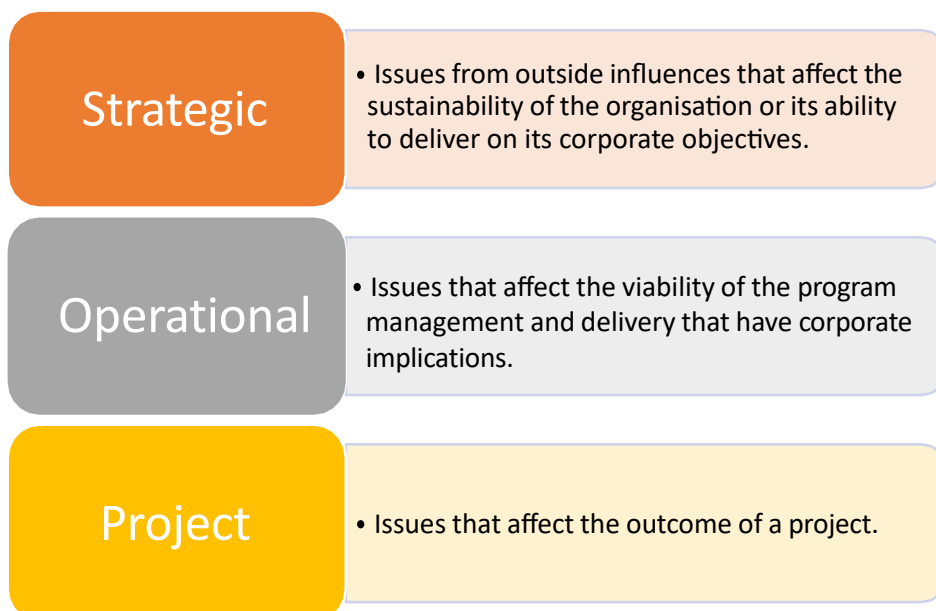 Strategic
• Issues from outside influences that affect the
sustainability of the organisation or its ability
to deliver on its corporate objectives.
Operational
• Issues that affect the viability of the program
management and delivery that have corporate
implications.
Project
• Issues that affect the outcome of a project.